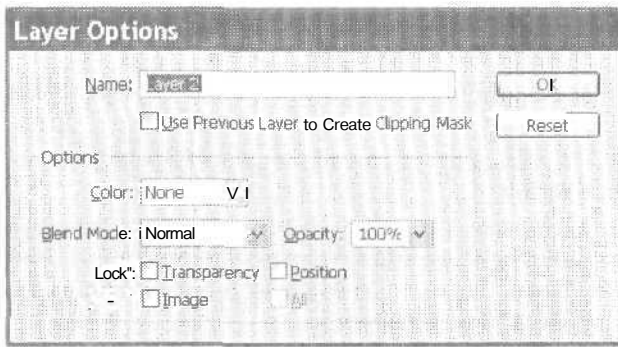 Layer Options
Name: Layer 2
OK
Use Previous Layer to Create Clipping Mask
Reset
Options
Color: None V I
Blend Mode: i Normal Opacity: 100%
Lock": Transparency Position
- Image All